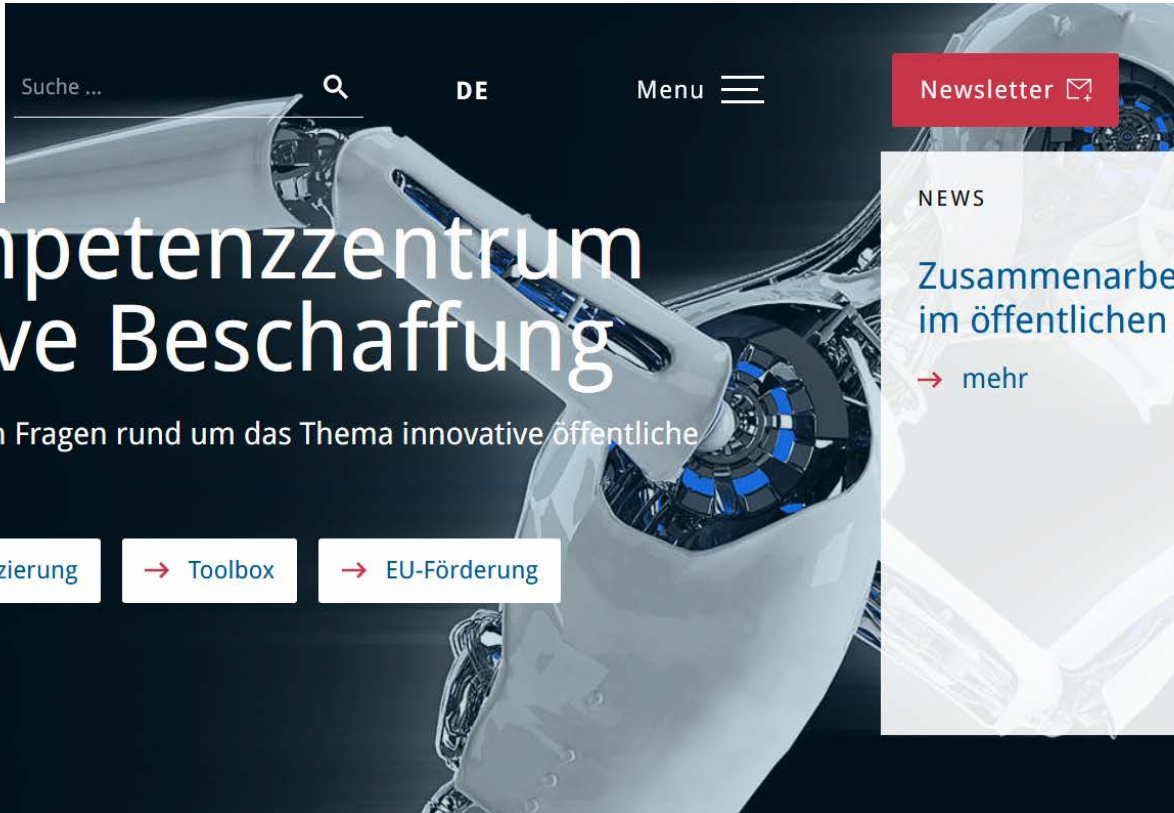 Suche ...
DE
Menu
Newsletter
mpetenzzentrum
ve Beschaffung
n Fragen rund um das Thema innovative öffentliche
zierung
→ Toolbox
→ EU-Förderung
NEWS
Zusammenarbe
im öffentlichen
→ mehr